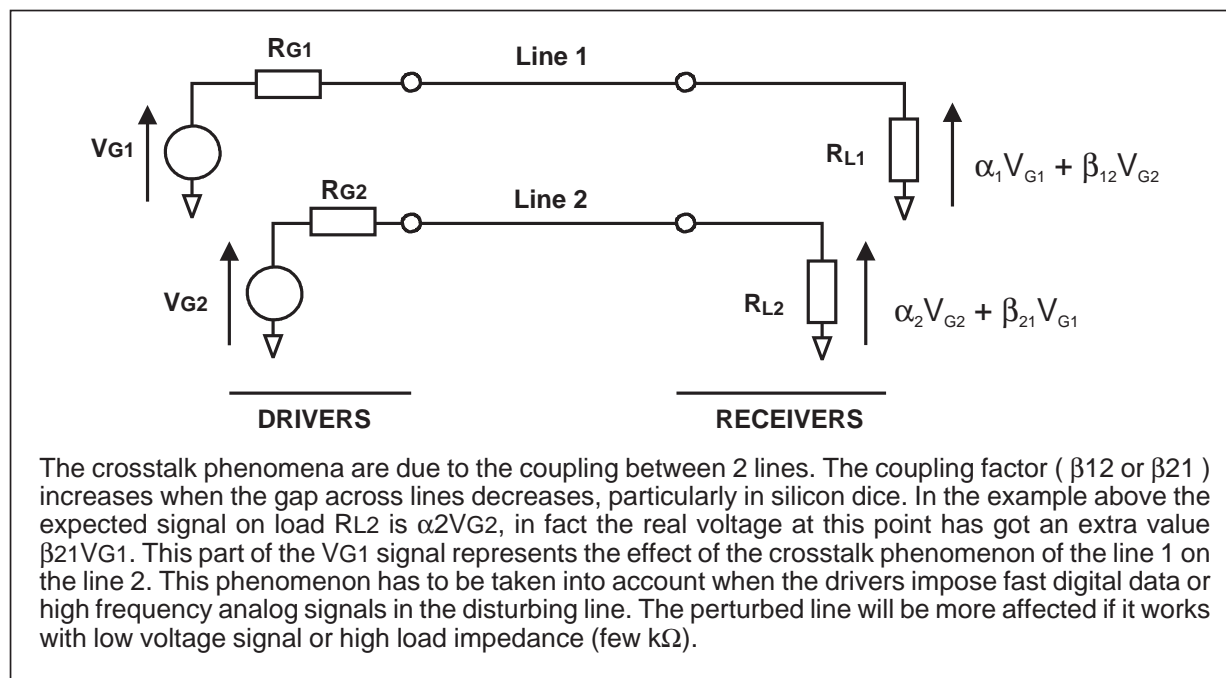 RG1
Line 1
VG1
RL1
α1VG1 + β12VG2
RG2
Line 2
VG2
RL2
α2VG2 + β21VG1
DRIVERS
RECEIVERS
The crosstalk phenomena are due to the coupling between 2 lines. The coupling factor ( β12 or β21 )
increases when the gap across lines decreases, particularly in silicon dice. In the example above the
expected signal on load RL2 is α2VG2, in fact the real voltage at this point has got an extra value
β21VG1. This part of the VG1 signal represents the effect of the crosstalk phenomenon of the line 1 on
the line 2. This phenomenon has to be taken into account when the drivers impose fast digital data or
high frequency analog signals in the disturbing line. The perturbed line will be more affected if it works
with low voltage signal or high load impedance (few kΩ).